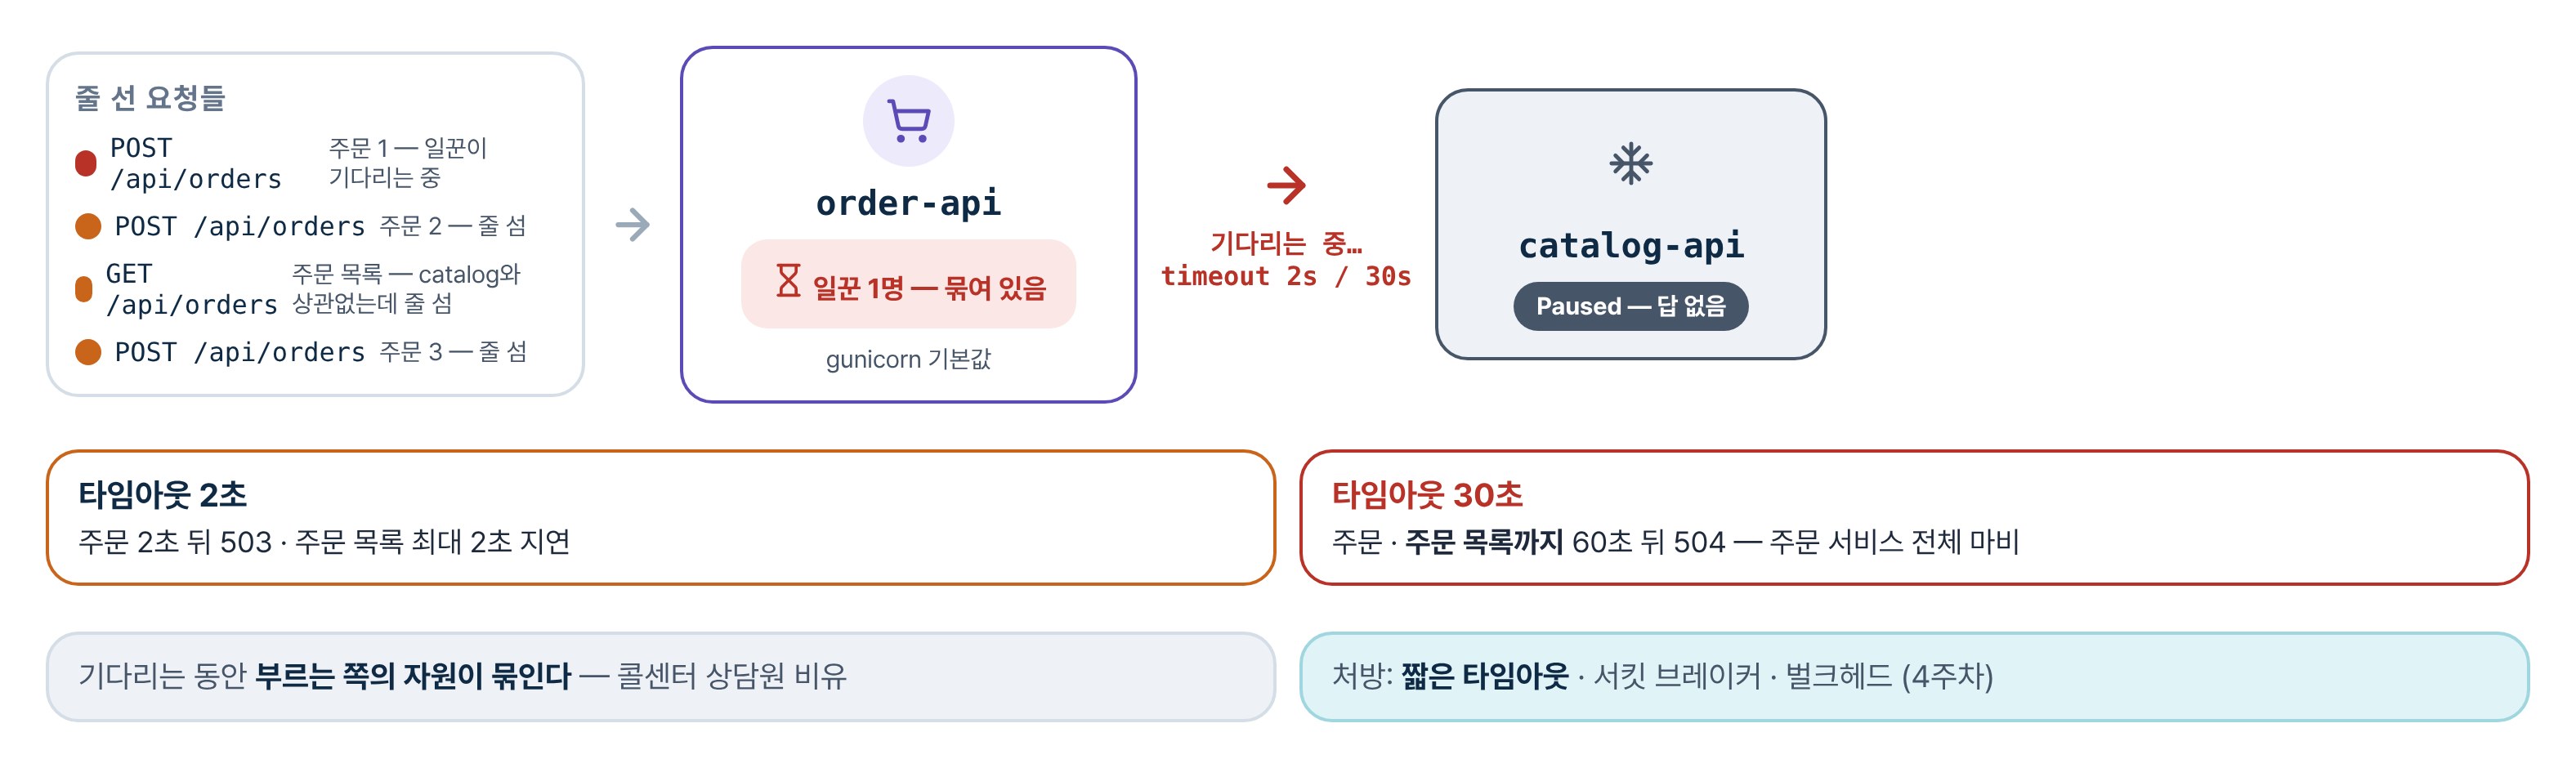 줄 선 요청들
POST
/api/orders
주문 1 — 일꾼이
기다리는 중
POST /api/orders 주문 2 — 줄 섬
GET
/api/orders
주문 목록 — catalog와
상관없는데 줄 섬
POST /api/orders 주문 3 — 줄 섬
order-api
일꾼 1명 — 묶여 있음
gunicorn 기본값
기다리는 중…
timeout 2s / 30s
catalog-api
Paused — 답 없음
타임아웃 2초
주문 2초 뒤 503 · 주문 목록 최대 2초 지연
타임아웃 30초
주문 · 주문 목록까지 60초 뒤 504 — 주문 서비스 전체 마비
기다리는 동안 부르는 쪽의 자원이 묶인다 — 콜센터 상담원 비유
처방: 짧은 타임아웃 · 서킷 브레이커 · 벌크헤드 (4주차)